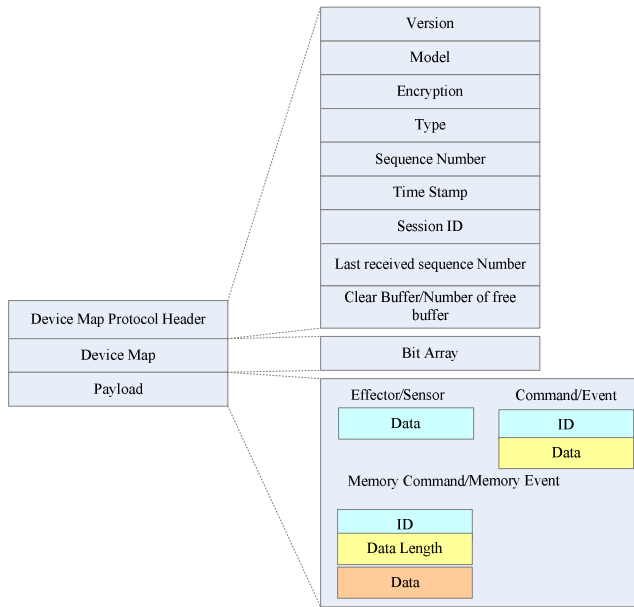 Version
Model
Encryption
Type
Sequence Number
Time Stamp
Session ID
Last received sequence Number
Clear Buffer/Number of free
buffer
Device Map Protocol Header
Device Map
Payload
Bit Array
Effector/Sensor
Data
Command/Event
ID
Data
Memory Command/Memory Event
ID
Data Length
Data